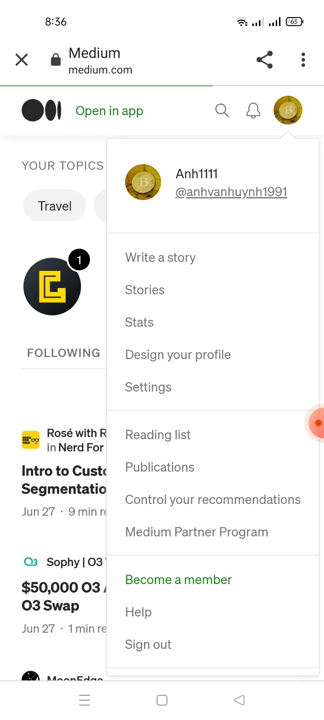 8:36
63
Medium
medium.com
Open in app
Anh1111
@anhvanhuynh1991
YOUR TOPICS
Travel
1
Write a story
Stories
Stats
Design your profile
Settings
FOLLOWING
Reading list
Publications
Control your recommendations
Medium Partner Program
Become a member
Help
Sign out
Rosé with R
in Nerd For
Intro to Custo
Segmentatio
Jun 27 · 9 min r
Sophy | O3
$50,000 O3
O3 Swap
Jun 27 · 1 min re
MoonEdge